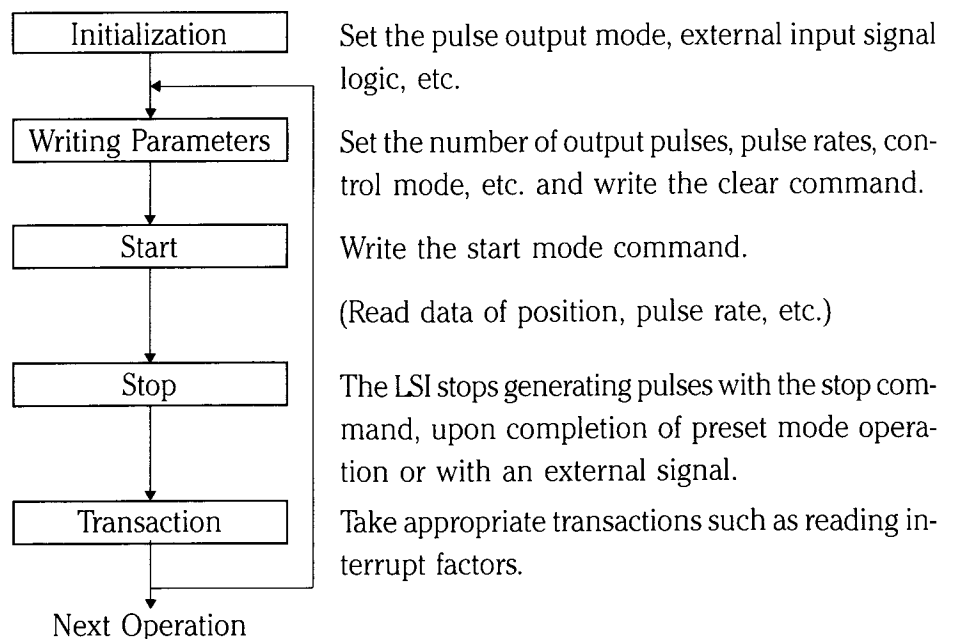 Initialization
Set the pulse output mode, external input signal
logic, etc.
Writing Parameters
Set the number of output pulses, pulse rates, con-
trol mode, etc. and write the clear command.
Start
Write the start mode command.
(Read data of position, pulse rate, etc.)
Stop
The LSI stops generating pulses with the stop com-
mand, upon completion of preset mode opera-
tion or with an external signal.
Transaction
Take appropriate transactions such as reading in-
terrupt factors.
Next Operation